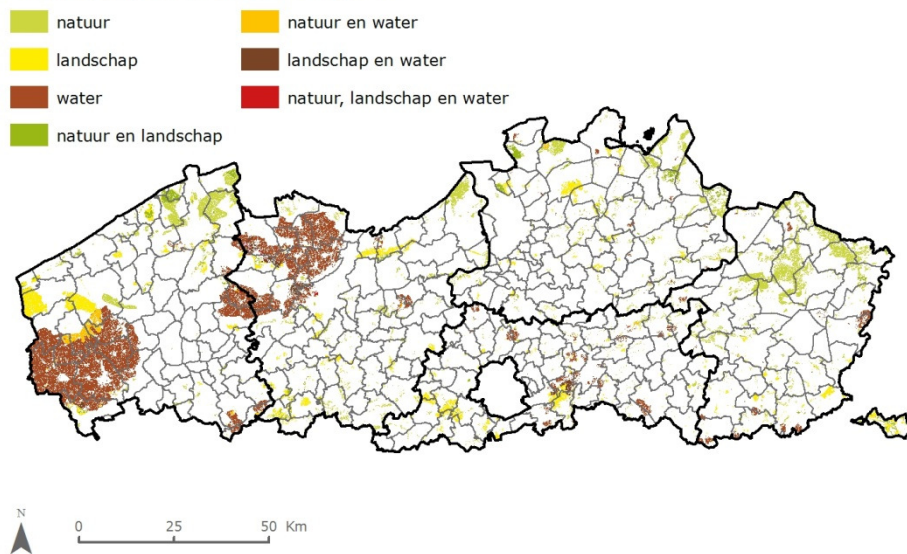 natuur
landschap
water
natuur en landschap
natuur en water
landschap en water
natuur, landschap en water
N
0 25 50 Km